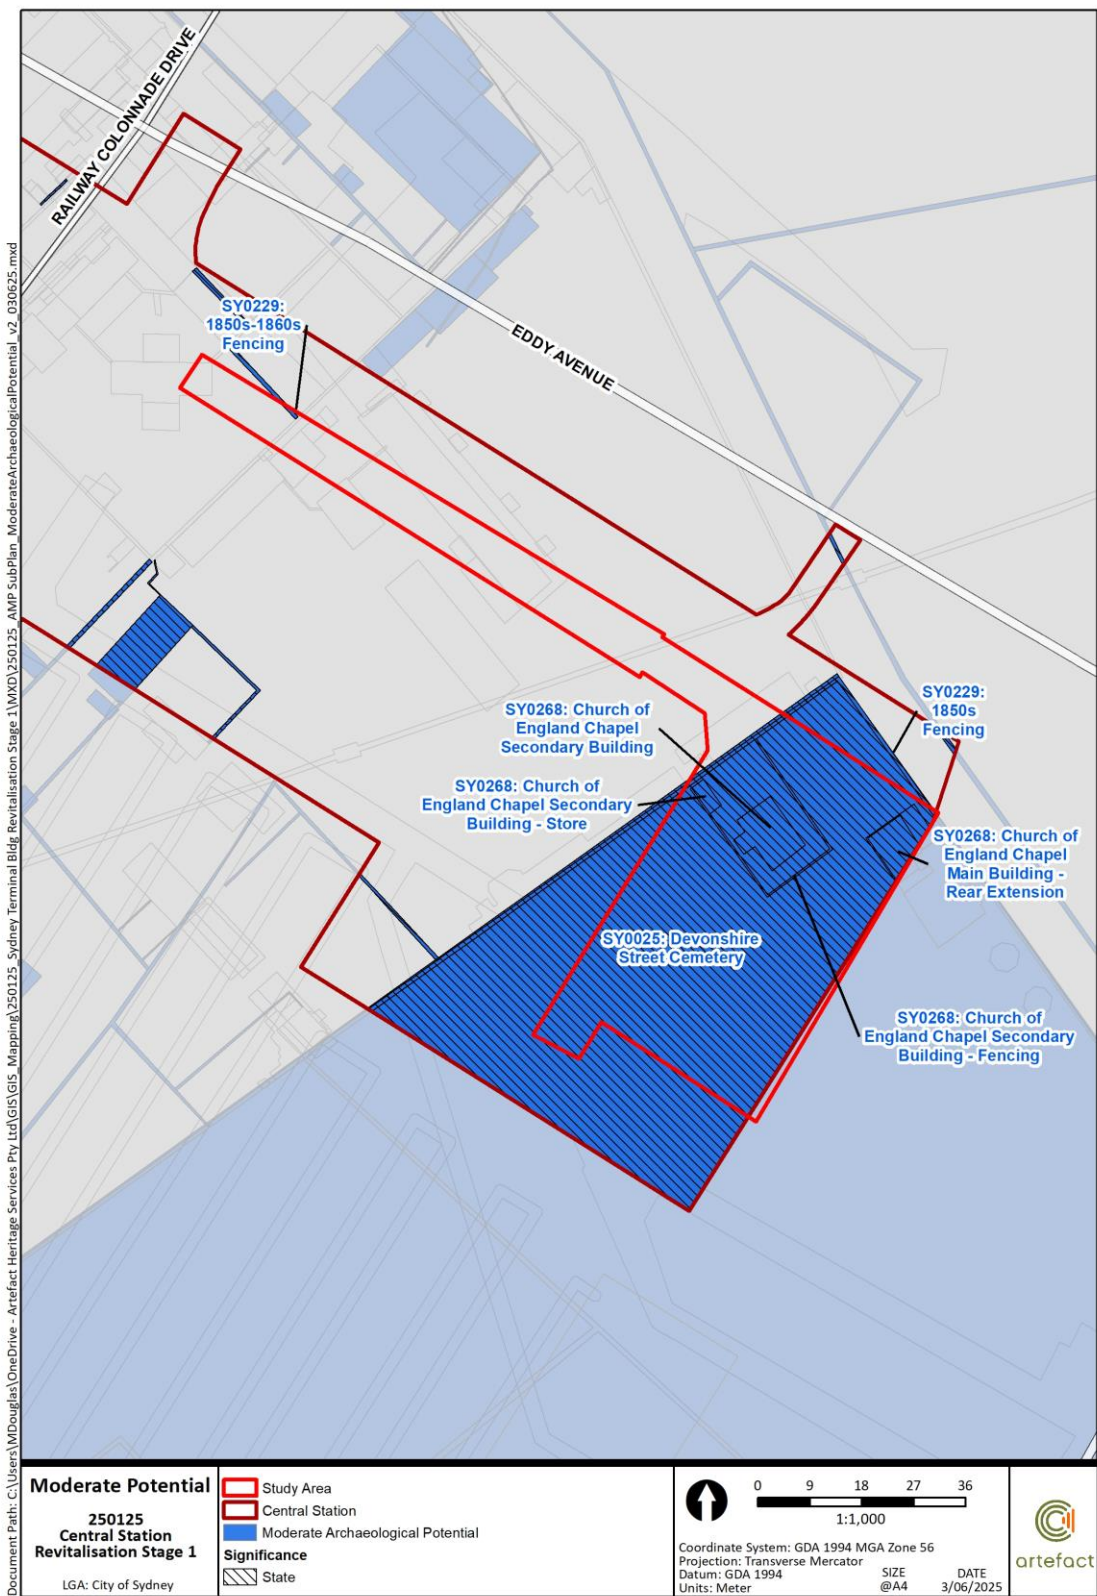 Document Path: C:\Users\MDouglas\OneDrive - Artefact Heritage Services Pty Ltd\GIS\GIS_Mapping\250125_Sydney Terminal Bldg Revitalisation Stage 1\MXD\250125_AMP SubPlan_ModerateArchaeologicalPotential_v2_030625.mxd
RAILWAY COLONNADE DRIVE
EDDY AVENUE
SY0229:
1850s-1860s
Fencing
SY0229:
1850s
Fencing
SY0268: Church of
England Chapel
Secondary Building
SY0268: Church of
England Chapel Secondary
Building - Store
SY0268: Church of
England Chapel
Main Building -
Rear Extension
SY0025: Devonshire
Street Cemetery
SY0268: Church of
England Chapel Secondary
Building - Fencing
Moderate Potential
250125
Central Station
Revitalisation Stage 1
LGA: City of Sydney
Study Area
Central Station
Moderate Archaeological Potential
Significance
State
0 9 18 27 36
1:1,000
Coordinate System: GDA 1994 MGA Zone 56
Projection: Transverse Mercator
Datum: GDA 1994
Units: Meter
SIZE
@A4
DATE
3/06/2025
artefact